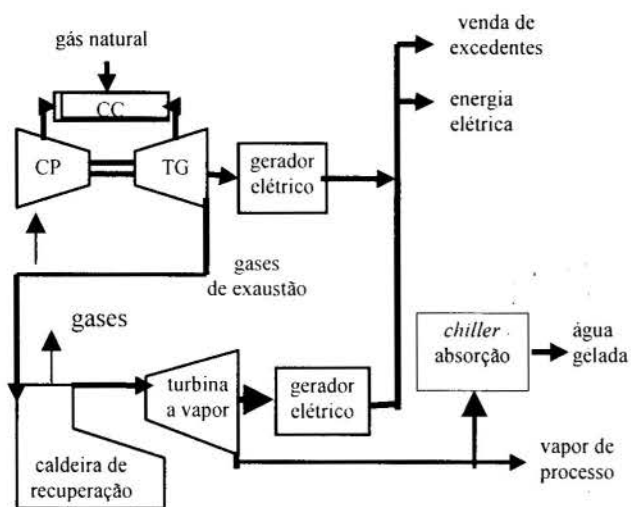 gás natural
venda de
excedentes
CC
energia
elétrica
CP
TG
gerador
elétrico
gases
de exaustão
gases
chiller
absorção
água
gelada
turbina
a vapor
gerador
elétrico
caldeira de
recuperação
vapor de
processo